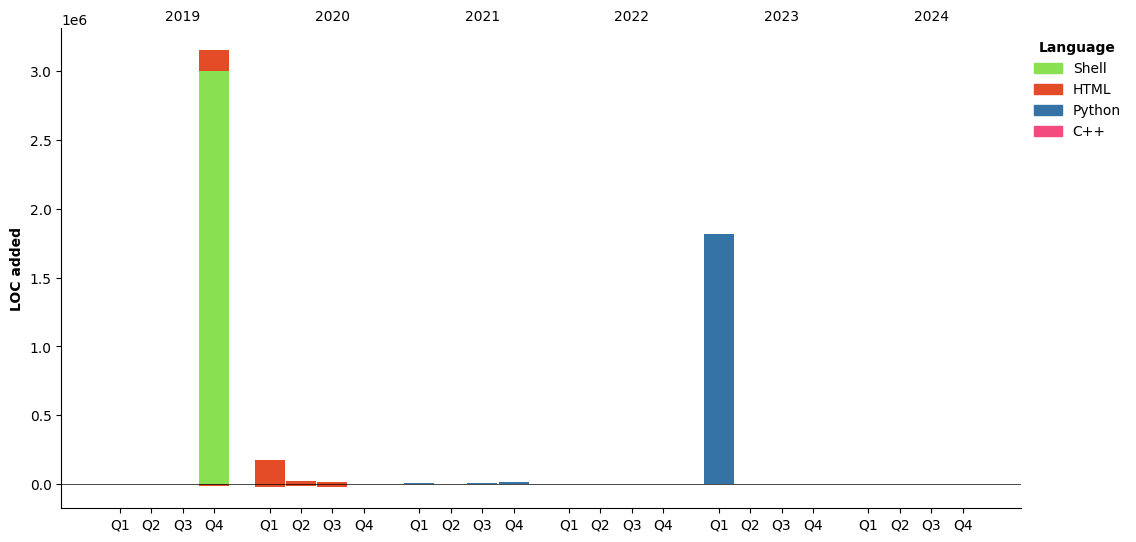 1e6
2019 2020 2021 2022 2023 2024
Language
Shell
HTML
Python
C++
LOC added
3.0
2.5
2.0
1.5
1.0
0.5
0.0
Q1 Q2 Q3 Q4 Q1 Q2 Q3 Q4 Q1 Q2 Q3 Q4 Q1 Q2 Q3 Q4 Q1 Q2 Q3 Q4 Q1 Q2 Q3 Q4